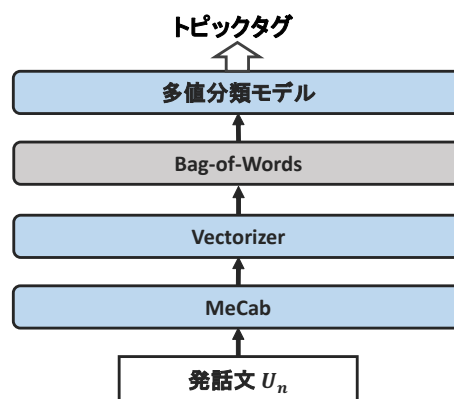 トピックタグ
多値分類モデル
Bag-of-Words
Vectorizer
MeCab
発話文 Uₙ